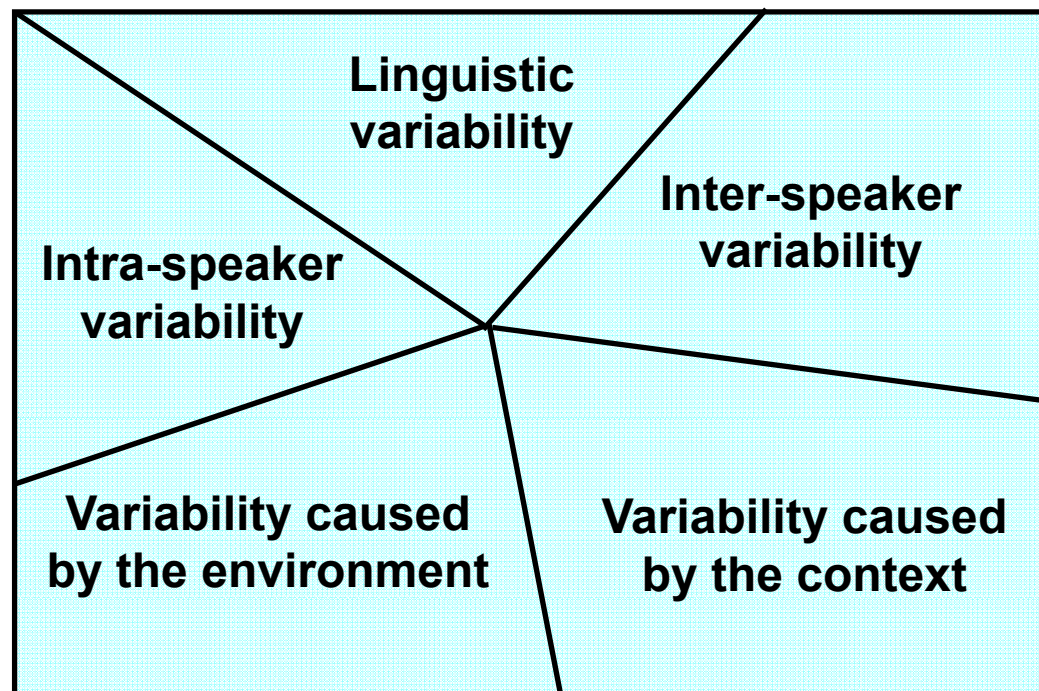 Linguistic
variability
Inter-speaker
variability
Intra-speaker
variability
Variability caused
by the environment
Variability caused
by the context